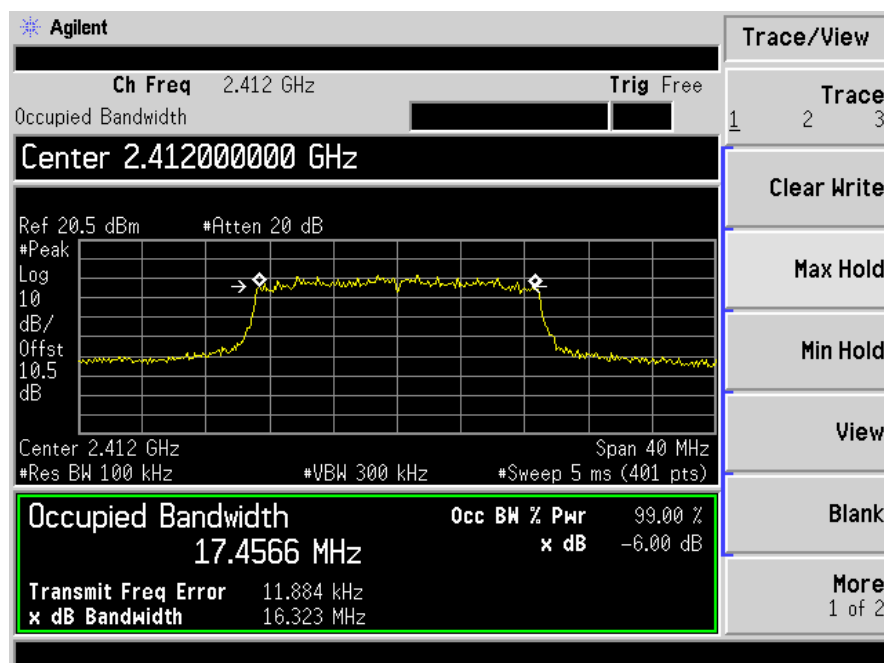 Agilent
Trace/View
Ch Freq 2.412 GHz Trig Free
Occupied Bandwidth
Trace
1 2 3
Center 2.412000000 GHz
Clear Write
Ref 20.5 dBm #Atten 20 dB
#Peak
Log
10
dB/
Offst
10.5
dB
Max Hold
Min Hold
View
Center 2.412 GHz Span 40 MHz
#Res BW 100 kHz #VBW 300 kHz #Sweep 5 ms (401 pts)
Blank
Occupied Bandwidth Occ BW % Pwr 99.00 %
17.4566 MHz x dB -6.00 dB
Transmit Freq Error 11.884 kHz
x dB Bandwidth 16.323 MHz
More
1 of 2